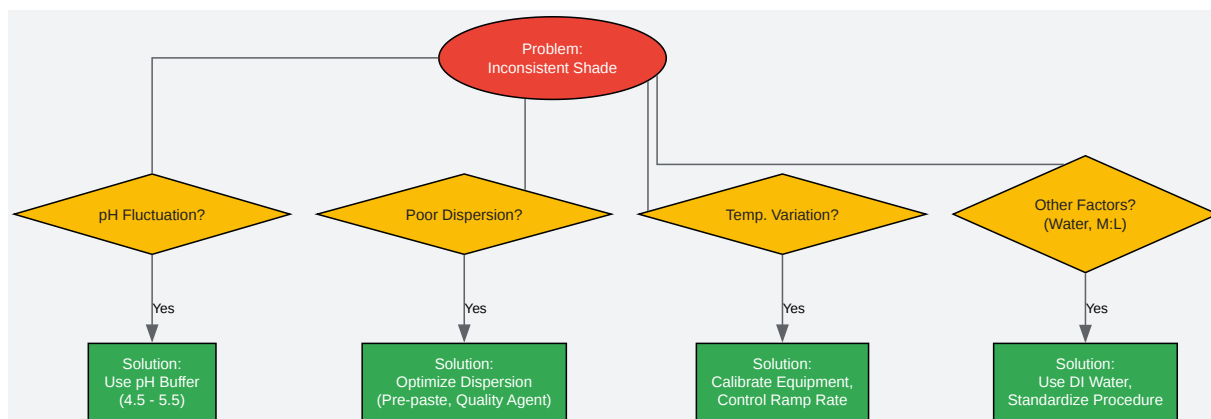 Problem:
Inconsistent Shade
pH Fluctuation?
Poor Dispersion?
Temp. Variation?
Other Factors?
(Water, M:L)
Yes
Yes
Yes
Yes
Solution:
Use pH Buffer
(4.5 - 5.5)
Solution:
Optimize Dispersion
(Pre-paste, Quality Agent)
Solution:
Calibrate Equipment,
Control Ramp Rate
Solution:
Use DI Water,
Standardize Procedure